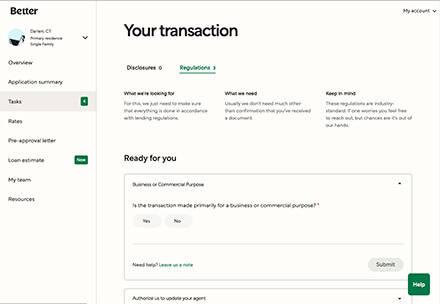 Better
My account
Darien, CT
Primary residence
Single Family
Overview
Application summary
Tasks 4
Rates
Pre-approval letter
Loan estimate New
My team
Resources
Your transaction
Disclosures 0 Regulations 3
What we're looking for
For this, we just need to make sure
that everything is done in accordance
with lending regulations.
What we need
Usually we don't need much other
than confirmation that you've received
a document.
Keep in mind
These regulations are industry-
standard. If one worries you feel free
to reach out, but chances are it's out of
our hands.
Ready for you
Business or Commercial Purpose
Is the transaction made primarily for a business or commercial purpose? *
Yes No
Need help? Leave us a note
Submit
Help
Authorize us to update your agent